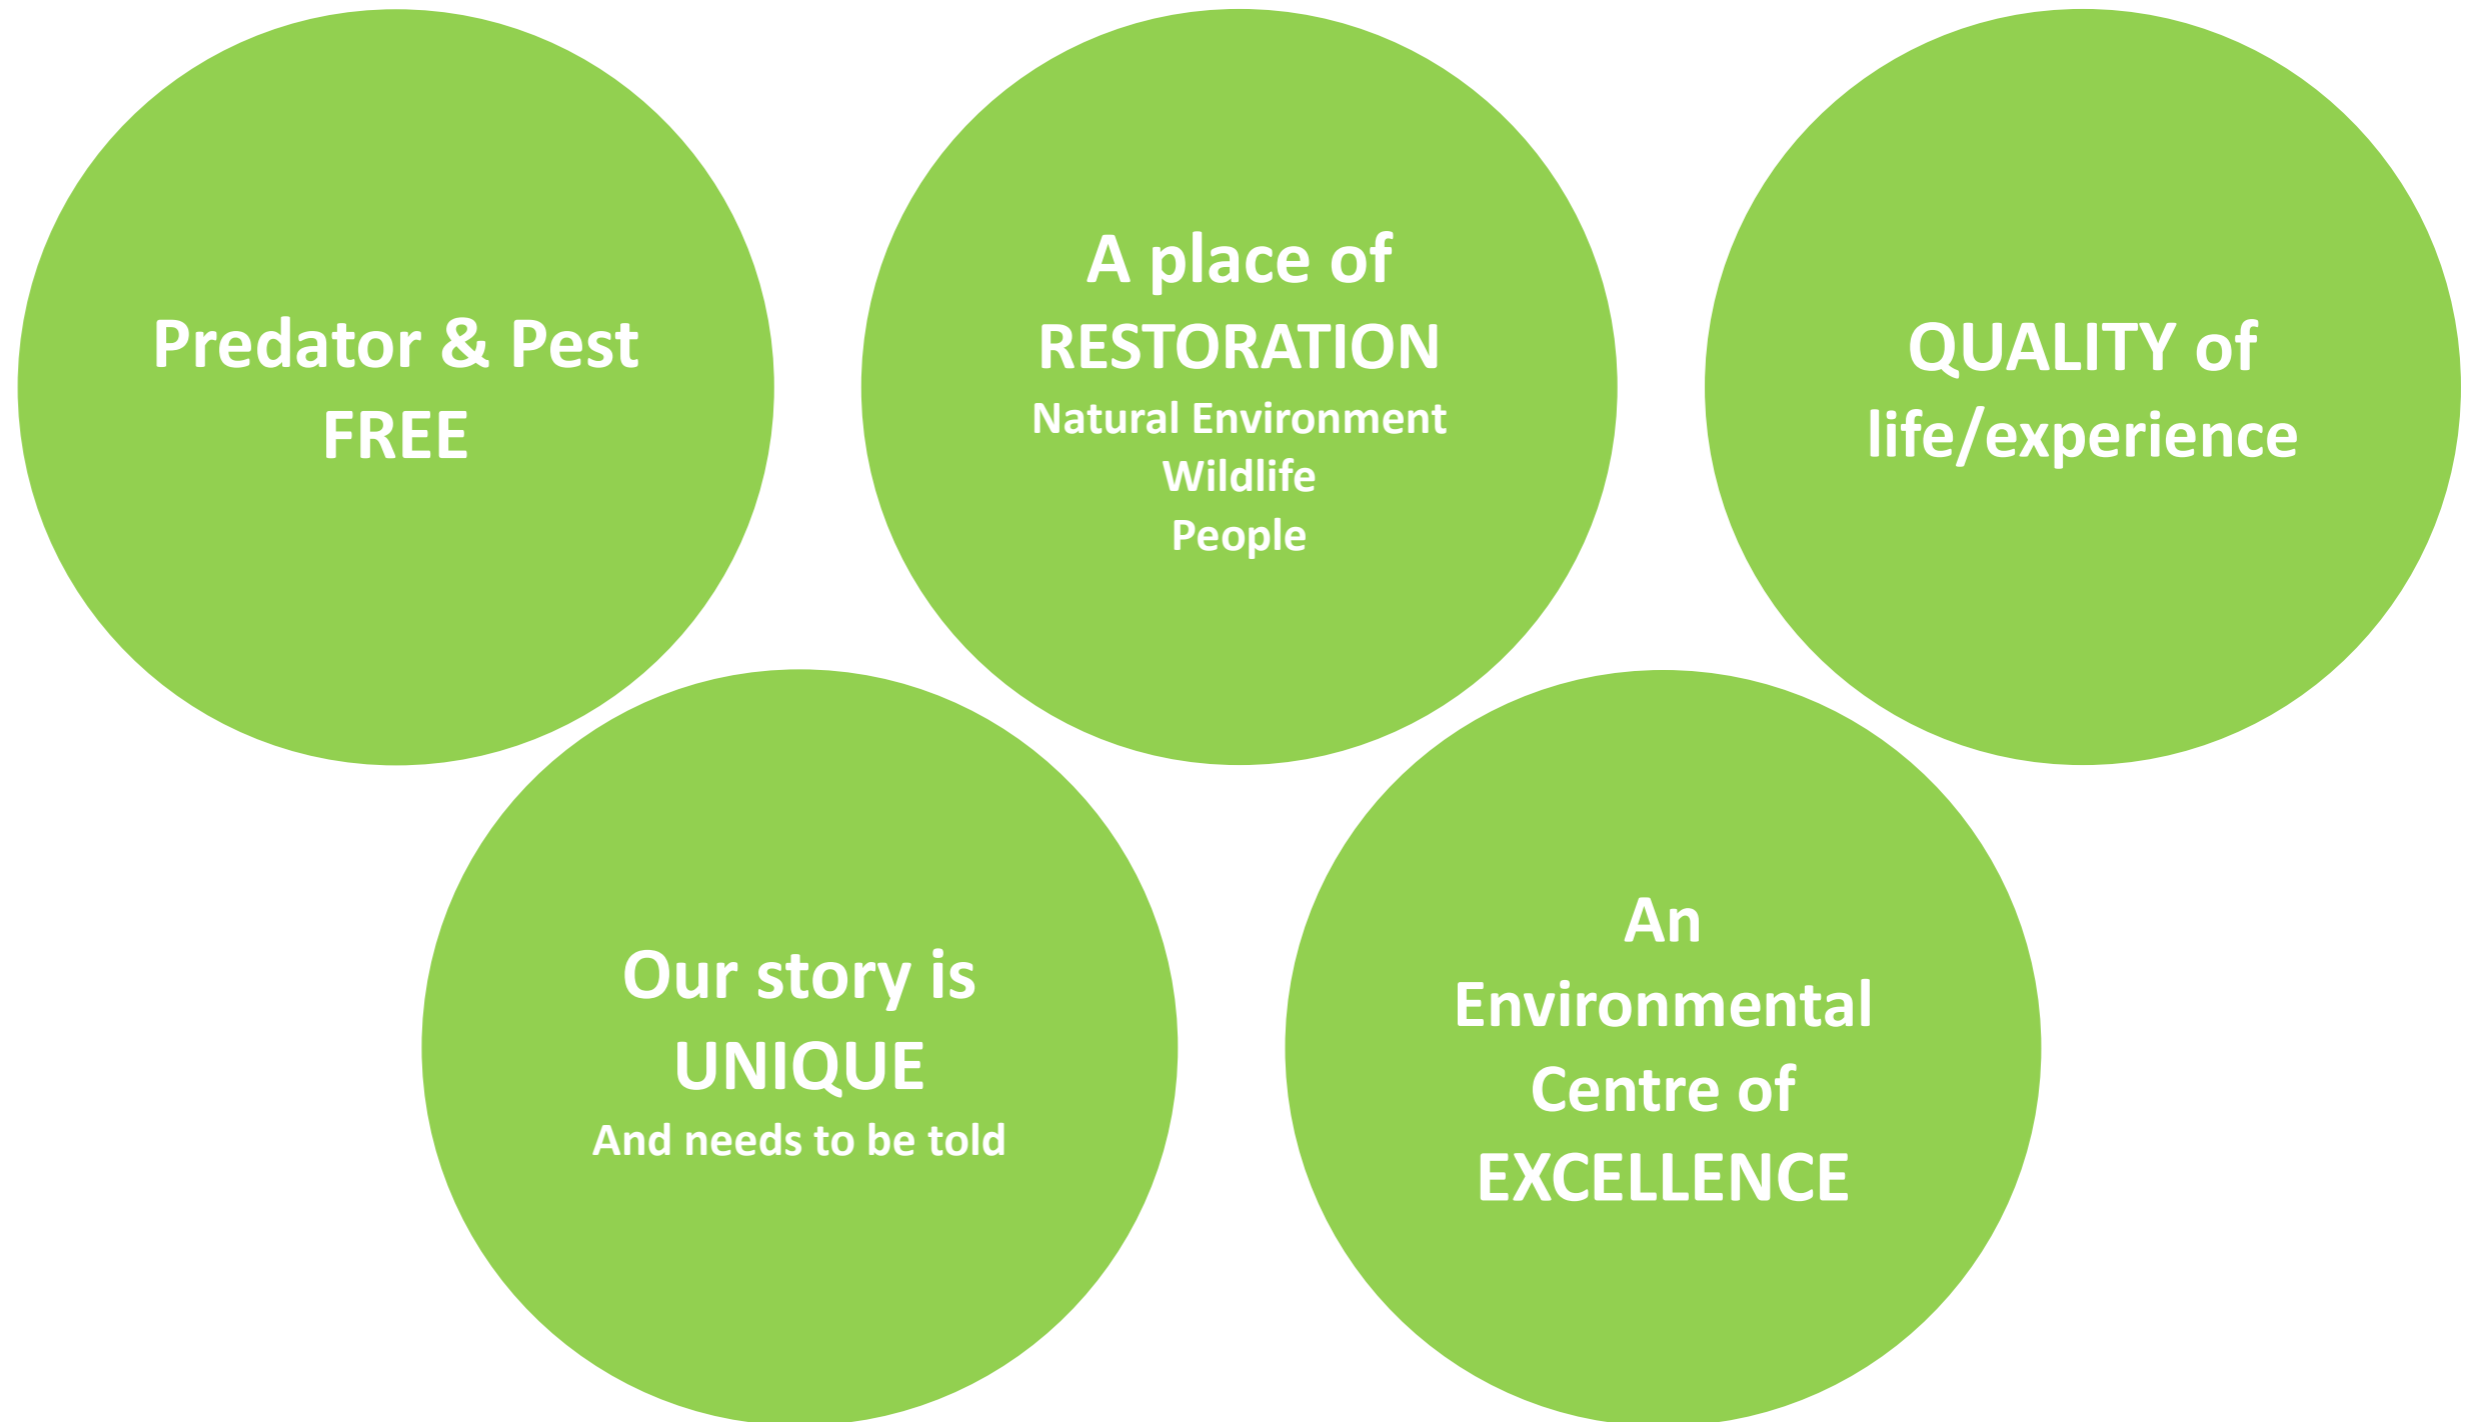 Predator & Pest
FREE
A place of
RESTORATION
Natural Environment
Wildlife
People
QUALITY of
life/experience
Our story is
UNIQUE
And needs to be told
An
Environmental
Centre of
EXCELLENCE